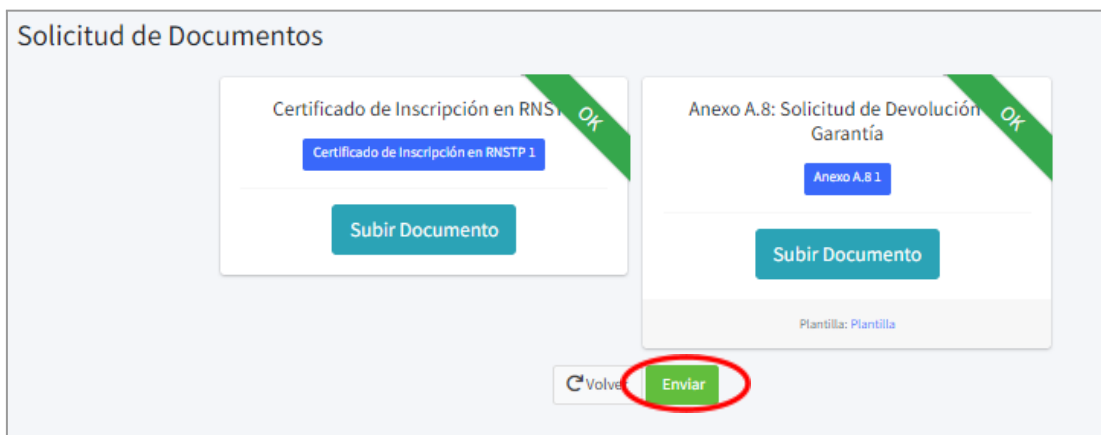 Solicitud de Documentos
Certificado de Inscripción en RNST
OK
Certificado de Inscripción en RNSTP 1
Subir Documento
Anexo A.8: Solicitud de Devolución
Garantía
OK
Anexo A.8 1
Subir Documento
Plantilla: Plantilla
Volver
Enviar